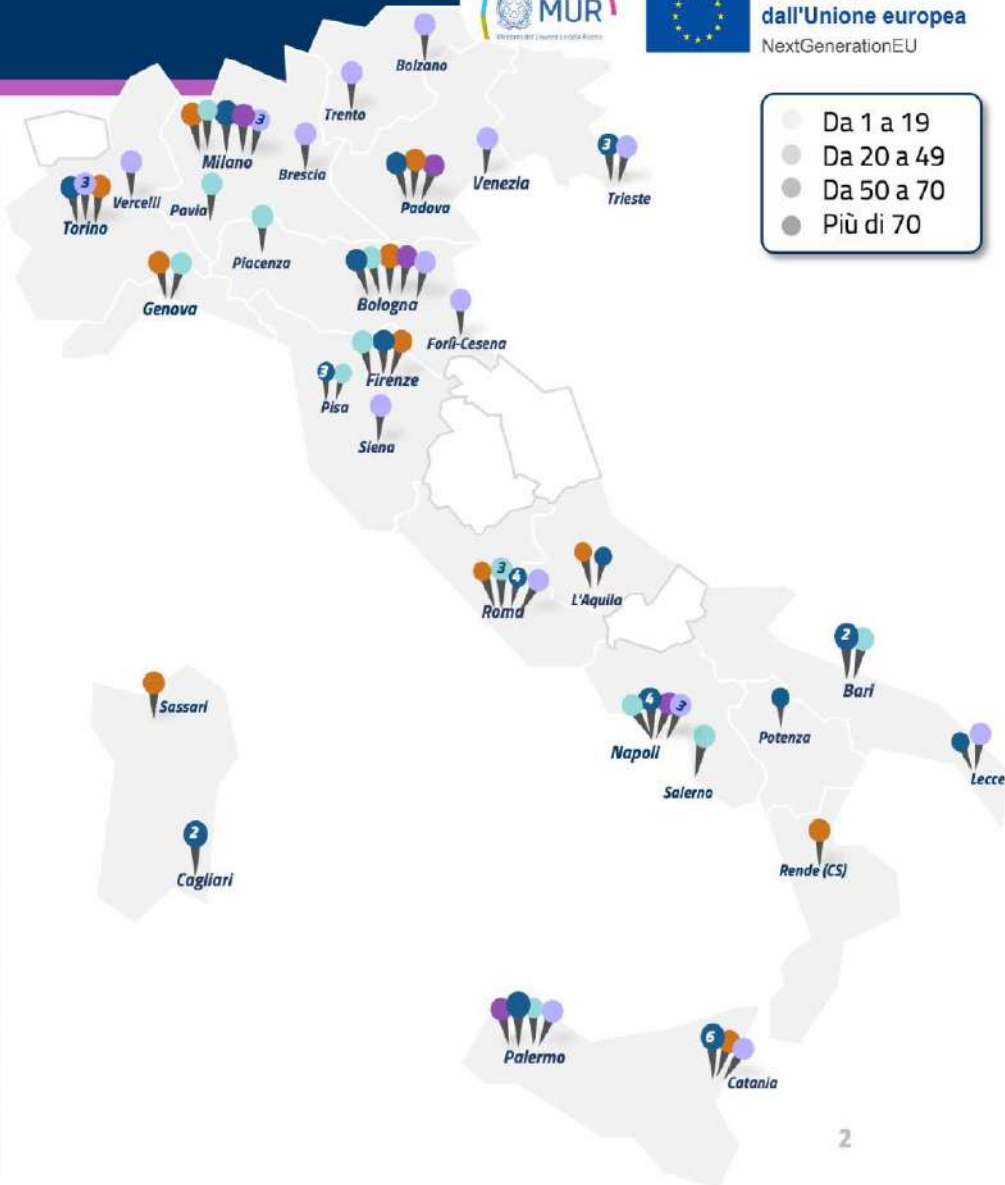 MUR
dall'Unione europea
NextGenerationEU
Da 1 a 19
Da 20 a 49
Da 50 a 70
Più di 70
Bolzano
Trento
3
Milano
Brescia
Venezia
3
Trieste
3
Vercelli
Pavia
Padova
Torino
Piacenza
Genova
Bologna
Forlì-Cesena
Firenze
3
Pisa
Siena
3
4
Roma
L'Aquila
2
Bari
Sassari
4
3
Napoli
Potenza
Salerno
Lecce
2
Cagliari
Rende (CS)
Palermo
6
Catania
2